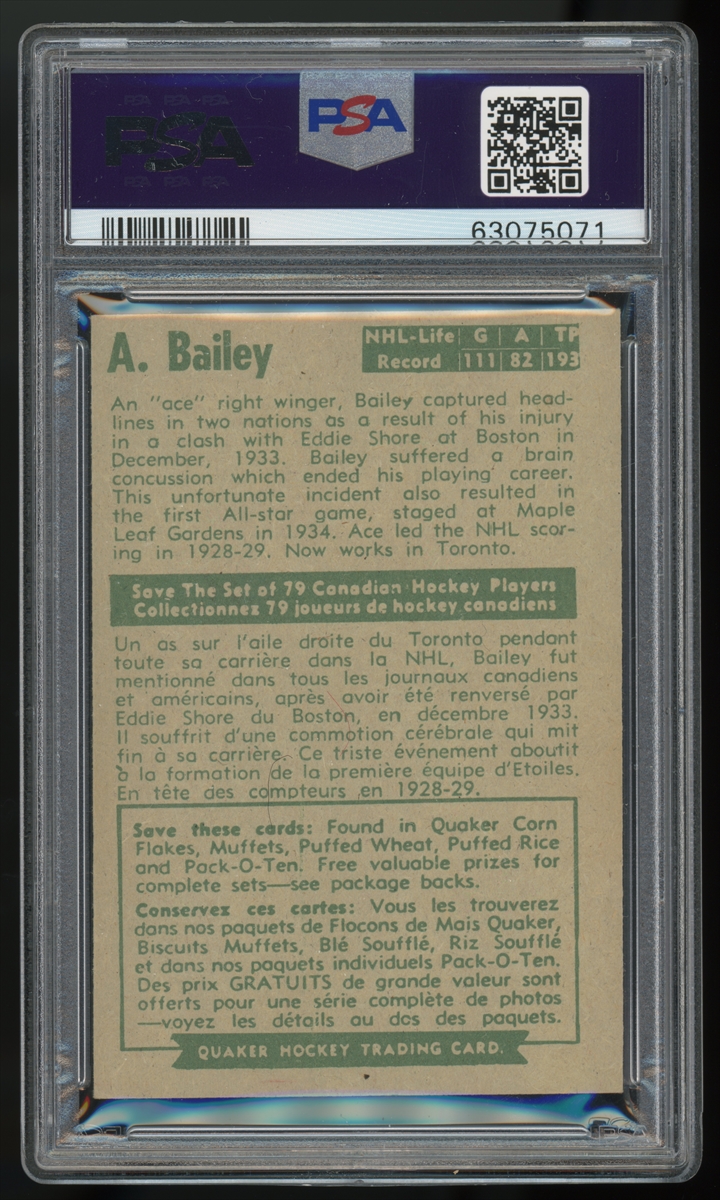 PSA PSA PSA
PSA
PSA PSA PSA
PSA
63075071
A. Bailey
NHL-Life G A TP
Record 111 82 193
An "ace" right winger, Bailey captured head-
lines in two nations as a result of his injury
in a clash with Eddie Shore at Boston in
December, 1933. Bailey suffered a brain
concussion which ended his playing career.
This unfortunate incident also resulted in
the first All-star game, staged at Maple
Leaf Gardens in 1934. Ace led the NHL scor-
ing in 1928-29. Now works in Toronto.
Save The Set of 79 Canadian Hockey Players
Collectionnez 79 joueurs de hockey canadiens
Un as sur l'aile droite du Toronto pendant
toute sa carrière dans la NHL, Bailey fut
mentionné dans tous les journaux canadiens
et américains, après avoir été renversé par
Eddie Shore du Boston, en décembre 1933.
Il souffrit d'une commotion cérébrale qui mit
fin à sa carrière. Ce triste événement aboutit
à la formation de la première équipe d'Etoiles.
En tête des compteurs en 1928-29.
Save these cards: Found in Quaker Corn
Flakes, Muffets, Puffed Wheat, Puffed Rice
and Pack-O-Ten. Free valuable prizes for
complete sets—see package backs.
Conservez ces cartes: Vous les trouverez
dans nos paquets de Flocons de Mais Quaker,
Biscuits Muffets, Blé Soufflé, Riz Soufflé
et dans nos paquets individuels Pack-O-Ten.
Des prix GRATUITS de grande valeur sont
offerts pour une série complète de photos
—voyez les détails au dos des paquets.
QUAKER HOCKEY TRADING CARD.